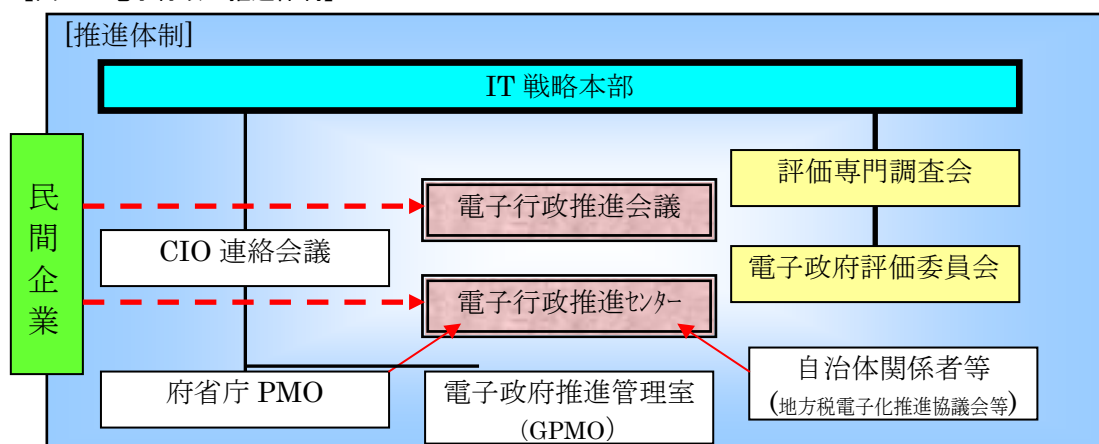 [推進体制]
IT 戦略本部
民間企業
評価専門調査会
電子行政推進会議
CIO 連絡会議
電子政府評価委員会
電子行政推進ｾﾝﾀｰ
府省庁 PMO
電子政府推進管理室
(GPMO)
自治体関係者等
(地方税電子化推進協議会等)